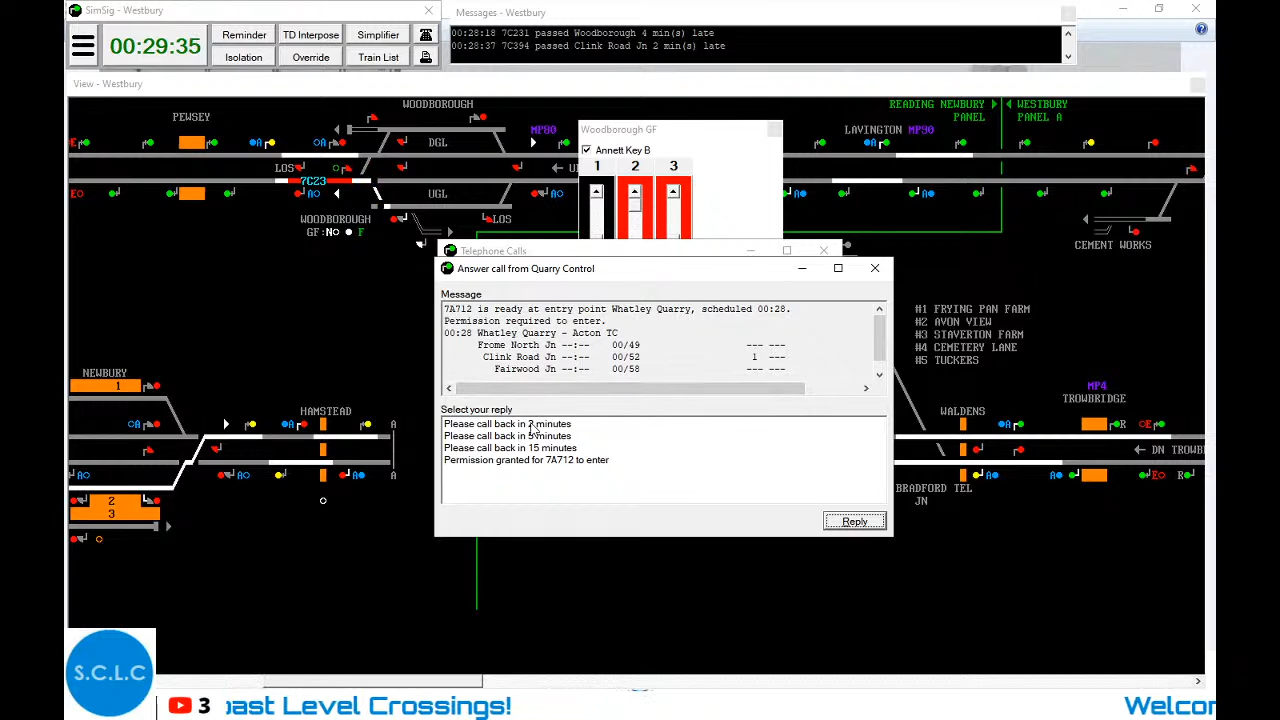 SimSig - Westbury
00:29:35
Reminder
TD Interpose
Simplifier
Isolation
Override
Train List
Messages - Westbury
00:28:18 7C231 passed Woodborough 4 min(s) late
00:28:37 7C394 passed Clink Road Jn 2 min(s) late
View - Westbury
PEWSEY
WOODBOROUGH
MP80
DGL
LOS
7C23
UGL
WOODBOROUGH
GF:N F
LOS
Woodborough GF
Annett Key B
1 2 3
READING NEWBURY
PANEL
WESTBURY
PANEL A
LAVINGTON MP90
CEMENT WORKS
Telephone Calls
Answer call from Quarry Control
Message
7A712 is ready at entry point Whatley Quarry, scheduled 00:28.
Permission required to enter.
00:28 Whatley Quarry - Acton TC
Frome North Jn --:-- 00/49 --- ---
Clink Road Jn --:-- 00/52 1 ---
Fairwood Jn --:-- 00/58 --- ---
Select your reply
Please call back in 2 minutes
Please call back in 5 minutes
Please call back in 15 minutes
Permission granted for 7A712 to enter
Reply
#1 FRYING PAN FARM
#2 AVON VIEW
#3 STAVERTON FARM
#4 CEMETERY LANE
#5 TUCKERS
NEWBURY
1
HAMSTEAD
A
A
A
A
2
3
WALDENS
MP4
TROWBRIDGE
DN TROWB
BRADFORD TEL
JN
S.C.L.C
3
oast Level Crossings!
Welcom